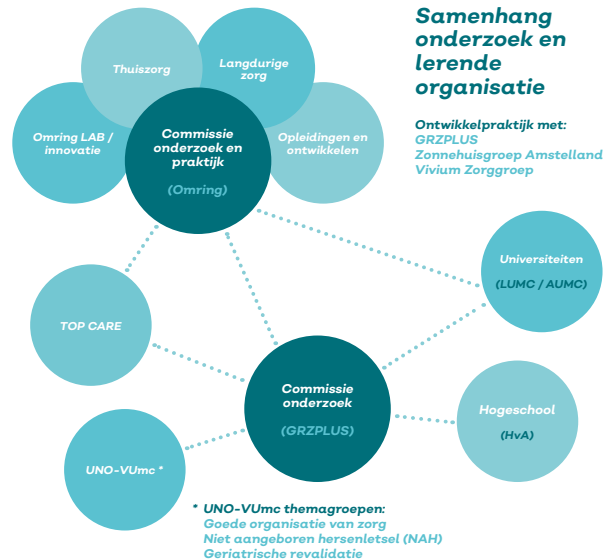 Samenhang
onderzoek en
lerende
organisatie
Ontwikkelpraktijk met:
GRZPLUS
Zonnehuisgroep Amstelland
Vivium Zorggroep
Thuiszorg
Langdurige
zorg
Omring LAB /
innovatie
Commissie
onderzoek en
praktijk
(Omring)
Opleidingen en
ontwikkelen
Universiteiten
(LUMC / AUMC)
TOP CARE
Commissie
onderzoek
(GRZPLUS)
Hogeschool
(HvA)
UNO-VUmc *
* UNO-VUmc themagroepen:
Goede organisatie van zorg
Niet aangeboren hersenletsel (NAH)
Geriatrische revalidatie